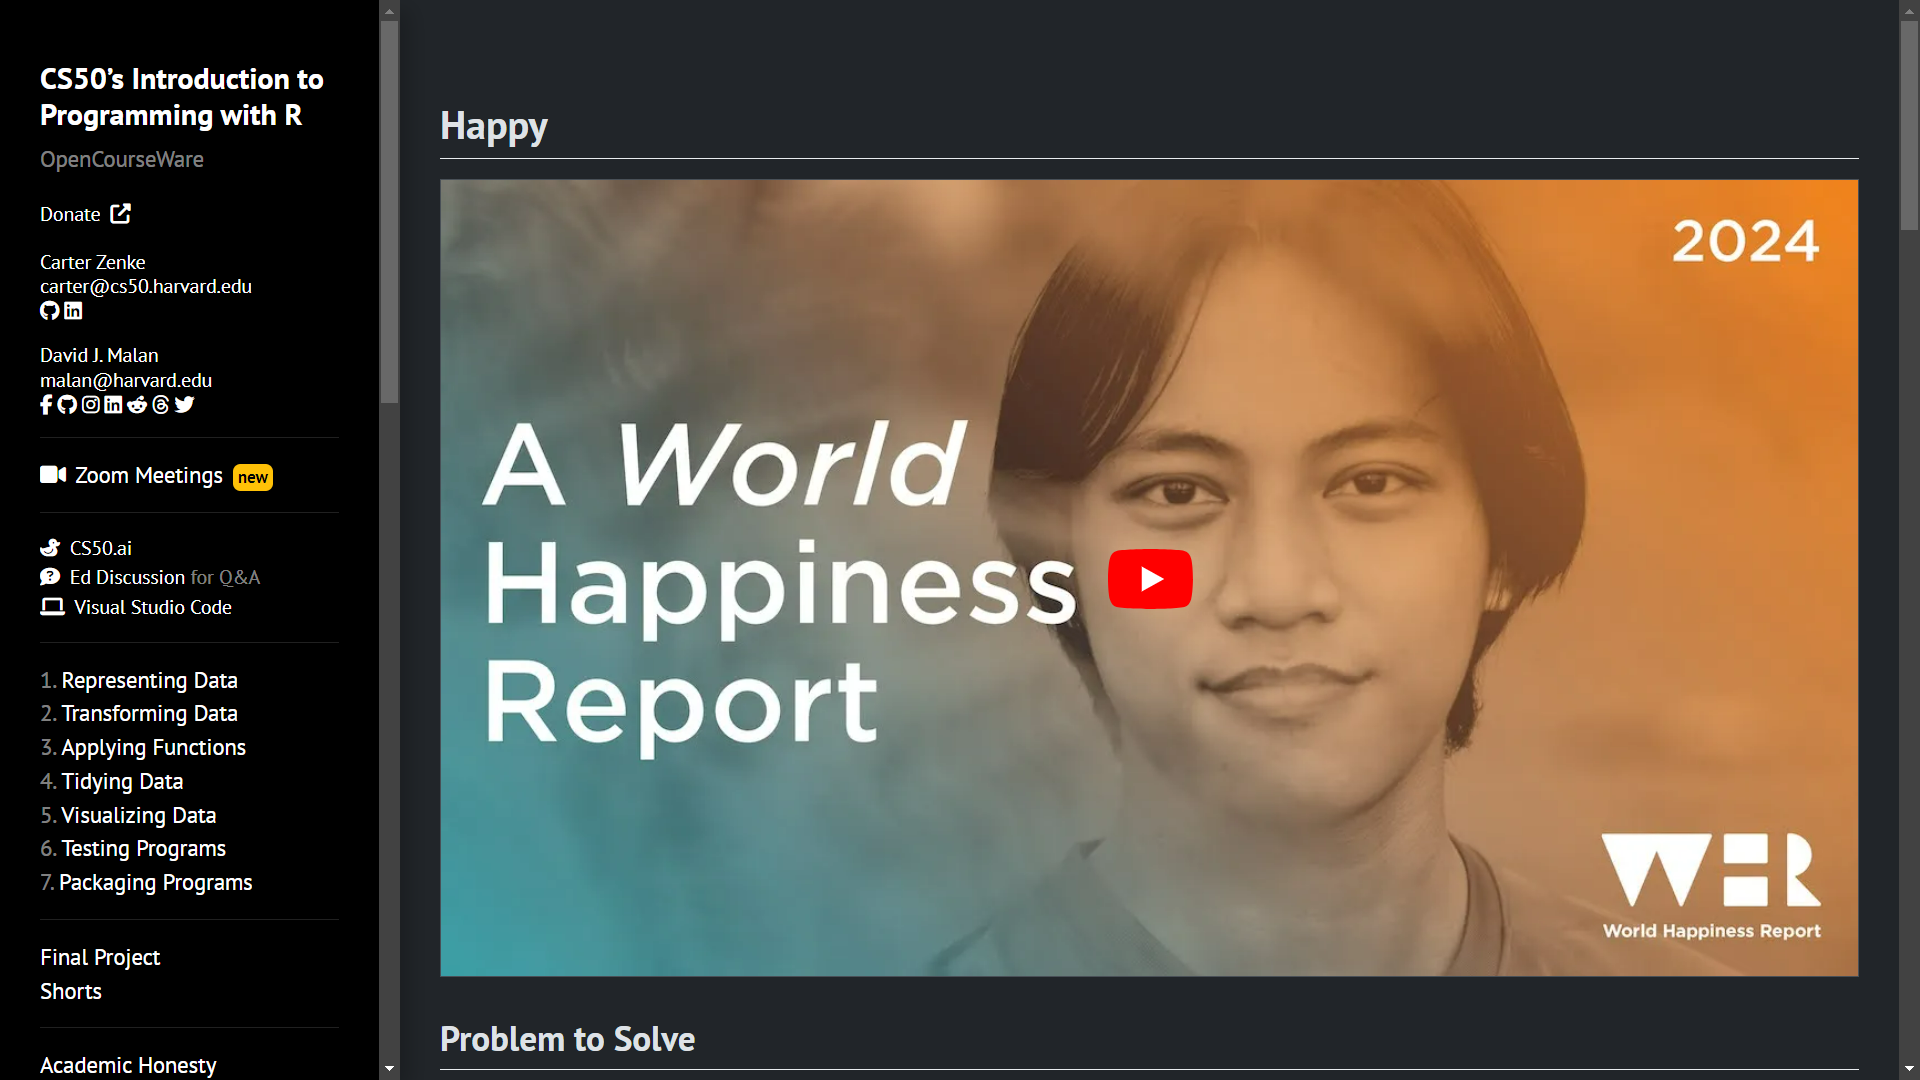 CS50’s Introduction to
Programming with R
OpenCourseWare
Donate
Carter Zenke
carter@cs50.harvard.edu
David J. Malan
malan@harvard.edu
Zoom Meetings new
CS50.ai
Ed Discussion for Q&A
Visual Studio Code
1. Representing Data
2. Transforming Data
3. Applying Functions
4. Tidying Data
5. Visualizing Data
6. Testing Programs
7. Packaging Programs
Final Project
Shorts
Academic Honesty
Happy
2024
A World
Happiness
Report
WHR
World Happiness Report
Problem to Solve